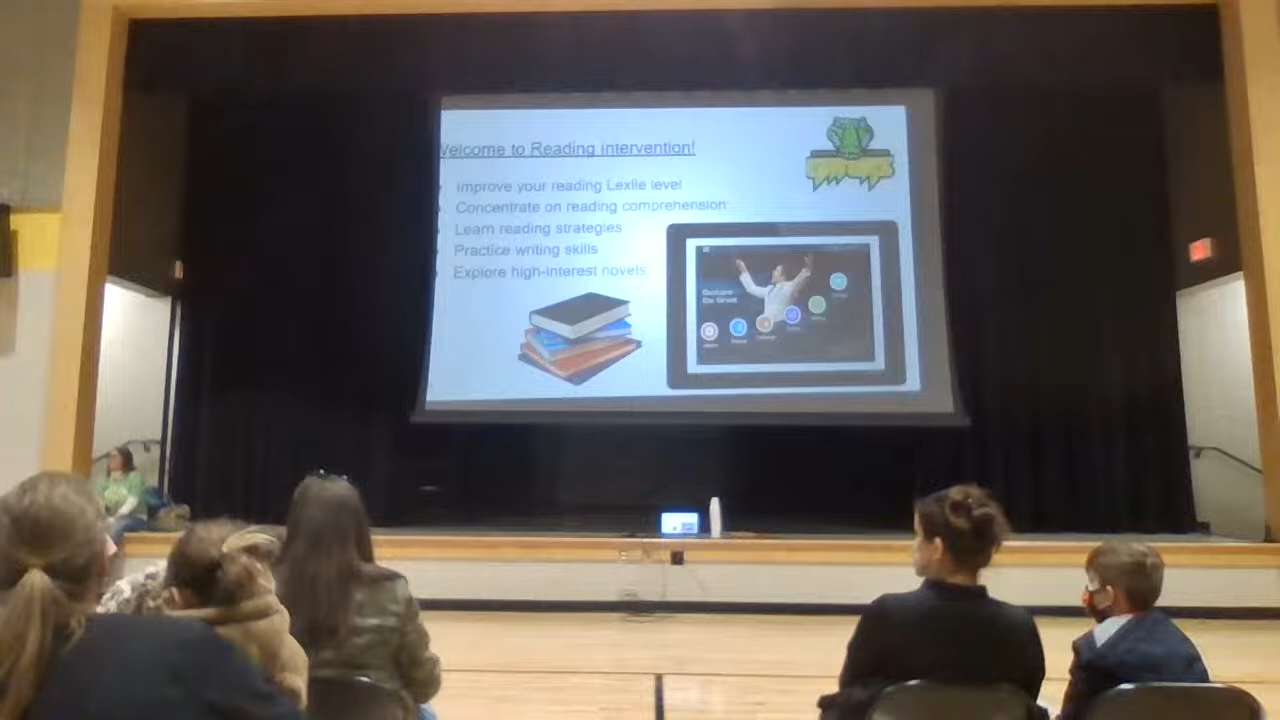 Welcome to Reading Intervention!
Improve your reading Lexile level
Concentrate on reading comprehension
Learn reading strategies
Practice writing skills
Explore high-interest novels